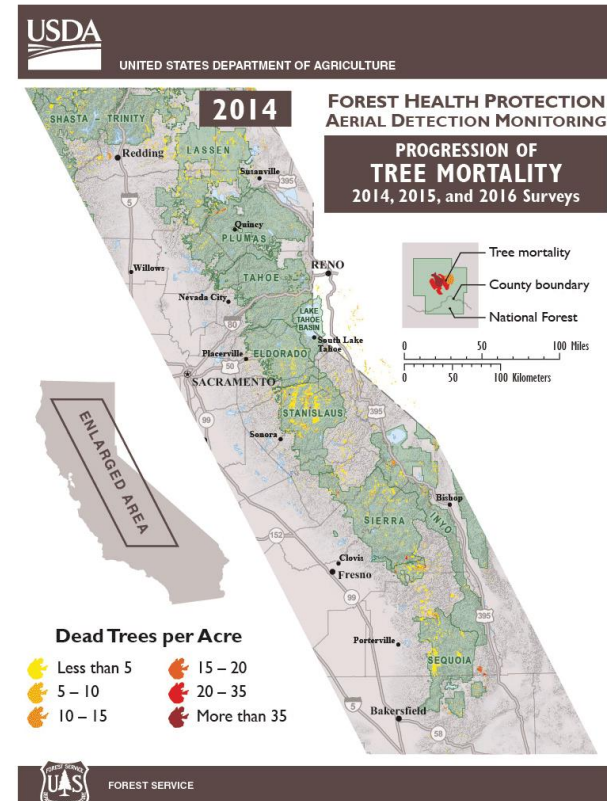 USDA
UNITED STATES DEPARTMENT OF AGRICULTURE
2014
FOREST HEALTH PROTECTION
AERIAL DETECTION MONITORING
PROGRESSION OF
TREE MORTALITY
2014, 2015, and 2016 Surveys
SHASTA – TRINITY
Redding
LASSEN
Susanville
395
5
Quincy
PLUMAS
Willows
TAHOE
RENO
Nevada City
80
LAKE
TAHOE
BASIN
South Lake
Tahoe
Placerville
ELDORADO
50
SACRAMENTO
99
STANISLAUS
395
Sonora
Bishop
SIERRA
INYO
152
Clovis
Fresno
99
395
Porterville
SEQUOIA
5
Bakersfield
58
Tree mortality
County boundary
National Forest
0 50 100 Miles
0 50 100 Kilometers
ENLARGED AREA
Dead Trees per Acre
Less than 5
5 – 10
10 – 15
15 – 20
20 – 35
More than 35
FOREST SERVICE
U S
FOREST SERVICE